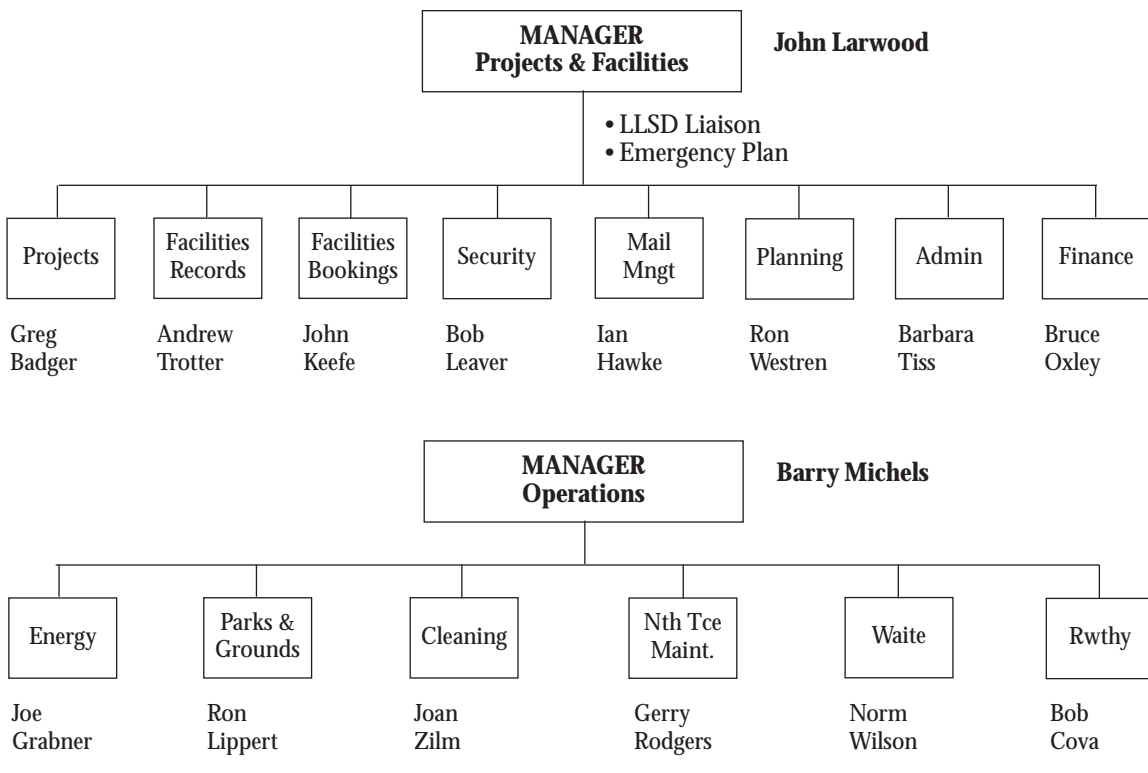 MANAGER
Projects & Facilities
John Larwood
• LLSD Liaison
• Emergency Plan
Projects
Facilities
Records
Facilities
Bookings
Security
Mail
Mngt
Planning
Admin
Finance
Greg
Badger
Andrew
Trotter
John
Keefe
Bob
Leaver
Ian
Hawke
Ron
Westren
Barbara
Tiss
Bruce
Oxley
MANAGER
Operations
Barry Michels
Energy
Parks &
Grounds
Cleaning
Nth Tce
Maint.
Waite
Rwthy
Joe
Grabner
Ron
Lippert
Joan
Zilm
Gerry
Rodgers
Norm
Wilson
Bob
Cova